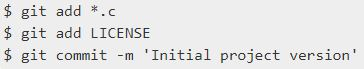 $ git add *.c
$ git add LICENSE
$ git commit -m 'Initial project version'